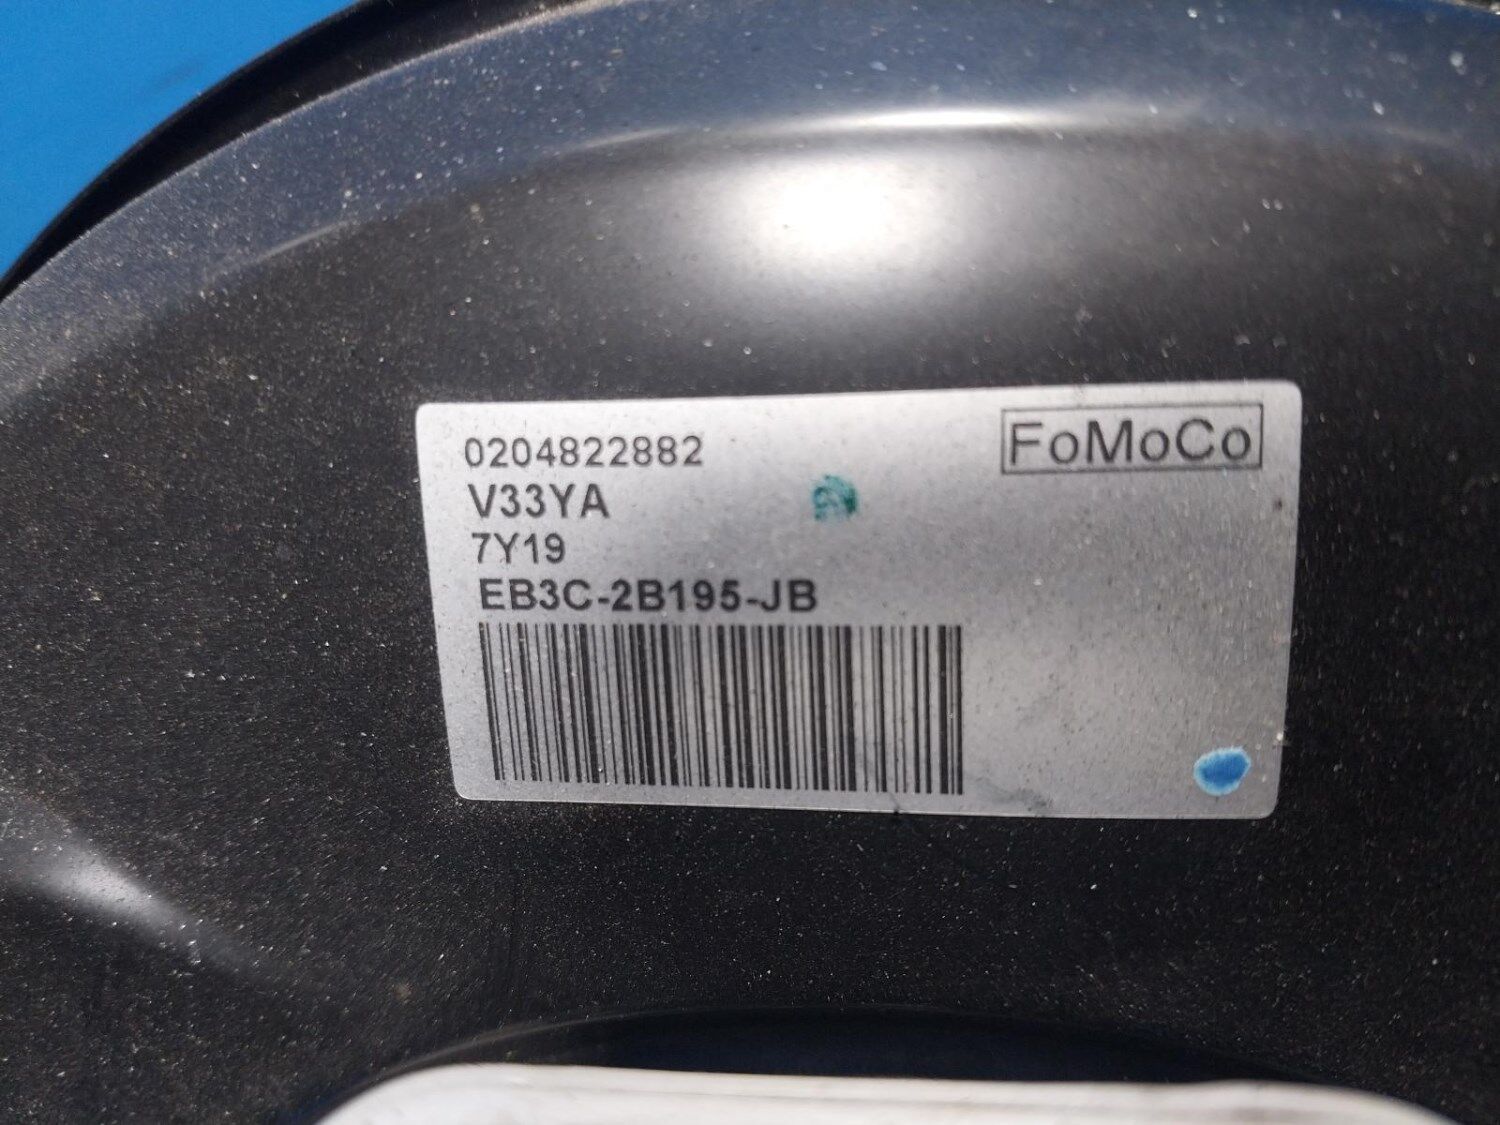 0204822882
FoMoCo
V33YA
7Y19
EB3C-2B195-JB